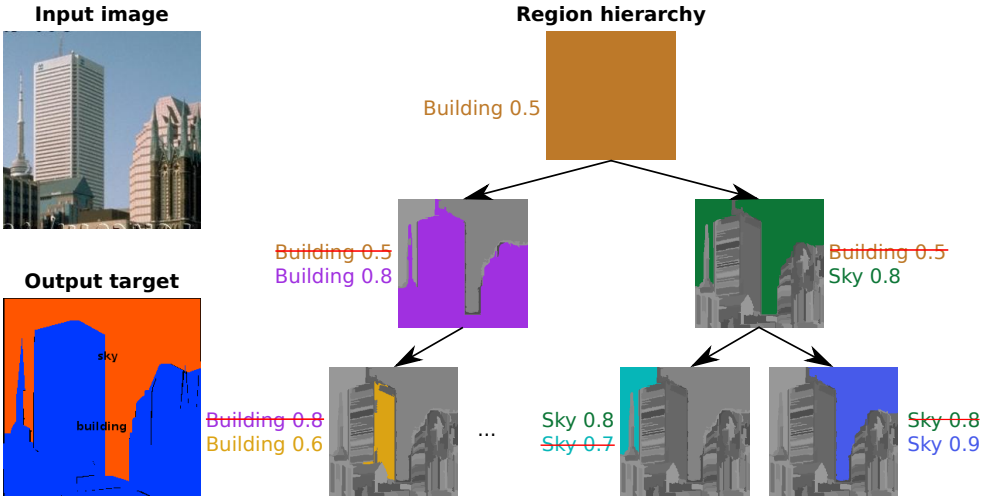 Input image
Region hierarchy
Building 0.5
Building 0.5
Building 0.8
Building 0.5
Sky 0.8
Output target
sky
building
Building 0.8
Building 0.6
...
Sky 0.8
Sky 0.7
Sky 0.8
Sky 0.9